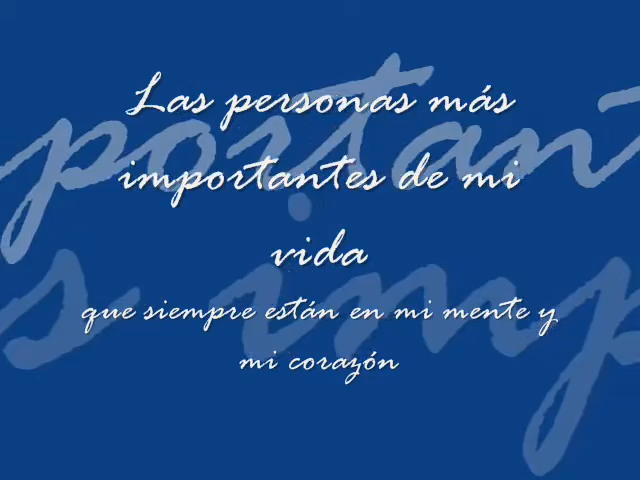 Las personas más
importantes de mi
vida
que siempre están en mi mente y
mi corazón